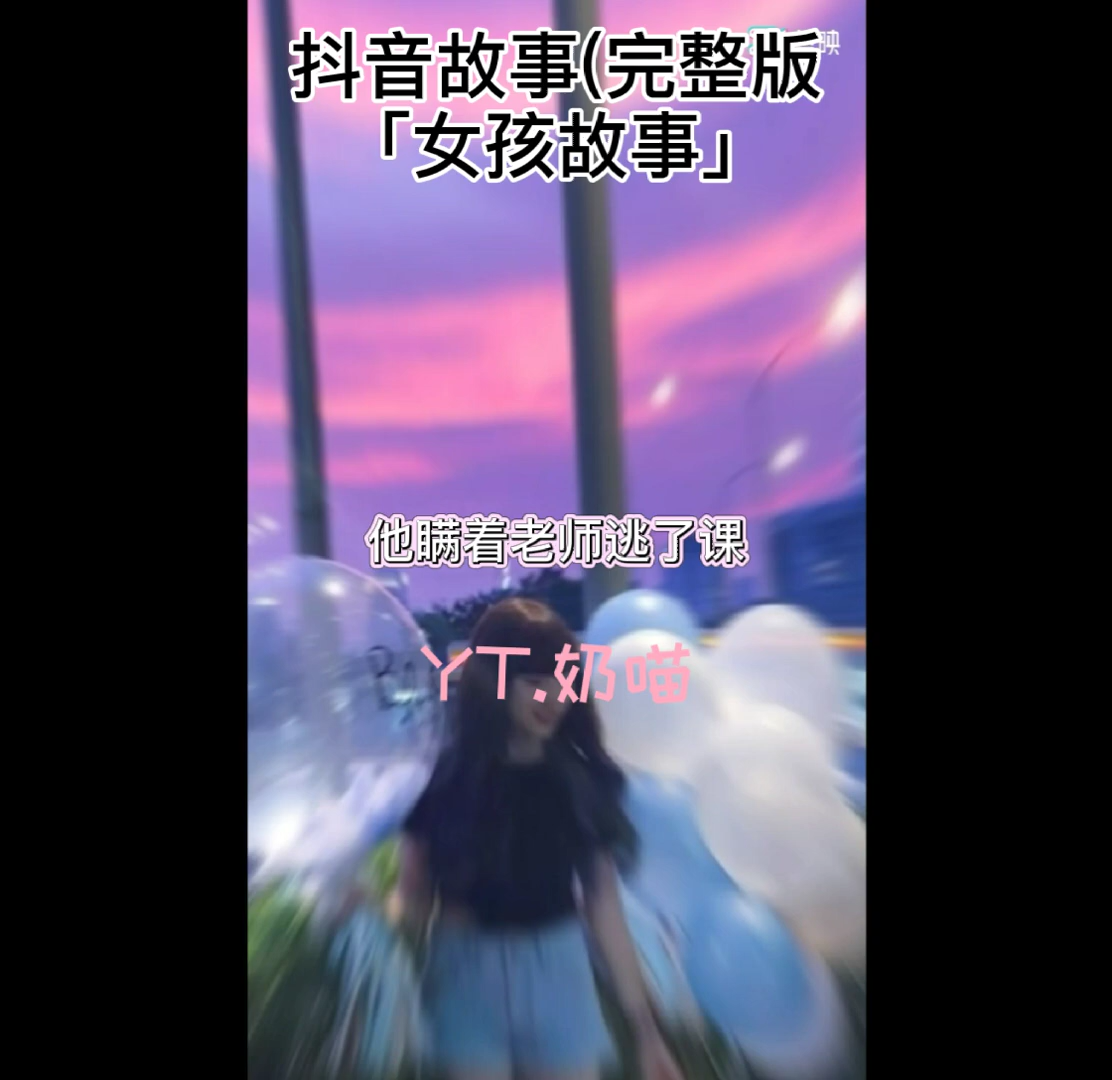 抖音故事(完整版
「女孩故事」
他瞒着老师逃了课
YT.奶喵